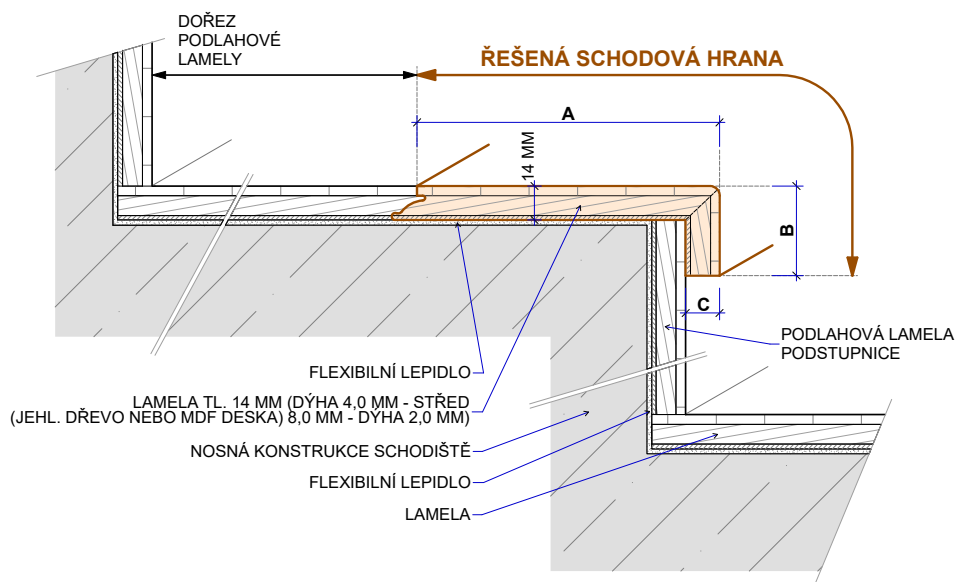 DOŘEZ
PODLAHOVÉ
LAMELY
ŘEŠENÁ SCHODOVÁ HRANA
A
14 MM
B
C
PODLAHOVÁ LAMELA
PODSTUPNICE
FLEXIBILNÍ LEPIDLO
LAMELA TL. 14 MM (DÝHA 4,0 MM - STŘED
(JEHL. DŘEVO NEBO MDF DESKA) 8,0 MM - DÝHA 2,0 MM)
NOSNÁ KONSTRUKCE SCHODIŠTĚ
FLEXIBILNÍ LEPIDLO
LAMELA